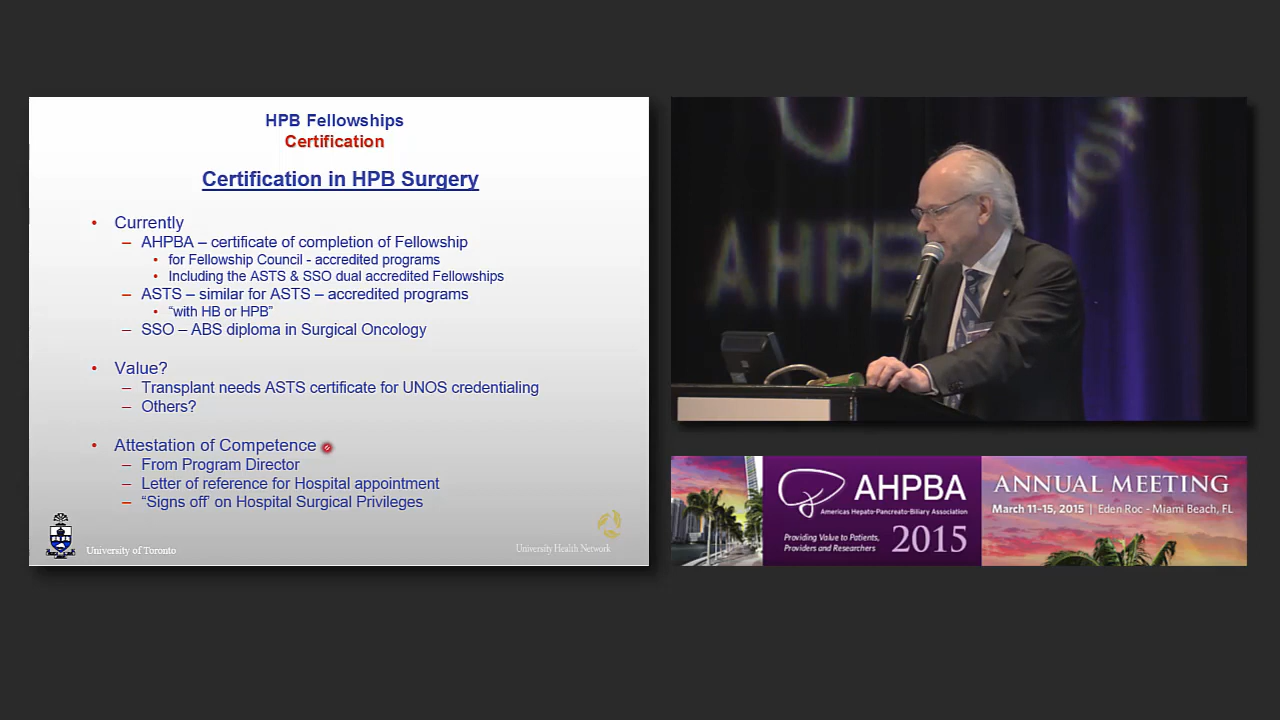 HPB Fellowships
Certification
Certification in HPB Surgery
• Currently
– AHPBA – certificate of completion of Fellowship
• for Fellowship Council - accredited programs
• Including the ASTS & SSO dual accredited Fellowships
– ASTS – similar for ASTS – accredited programs
• “with HB or HPB”
– SSO – ABS diploma in Surgical Oncology
• Value?
– Transplant needs ASTS certificate for UNOS credentialing
– Others?
• Attestation of Competence
– From Program Director
– Letter of reference for Hospital appointment
– “Signs off’ on Hospital Surgical Privileges
University of Toronto
University Health Network
AHPB
AHPBA
Americas Hepato-Pancreato-Biliary Association
Providing Value to Patients,
Providers and Researchers
2015
ANNUAL MEETING
March 11-15, 2015 | Eden Roc - Miami Beach, FL